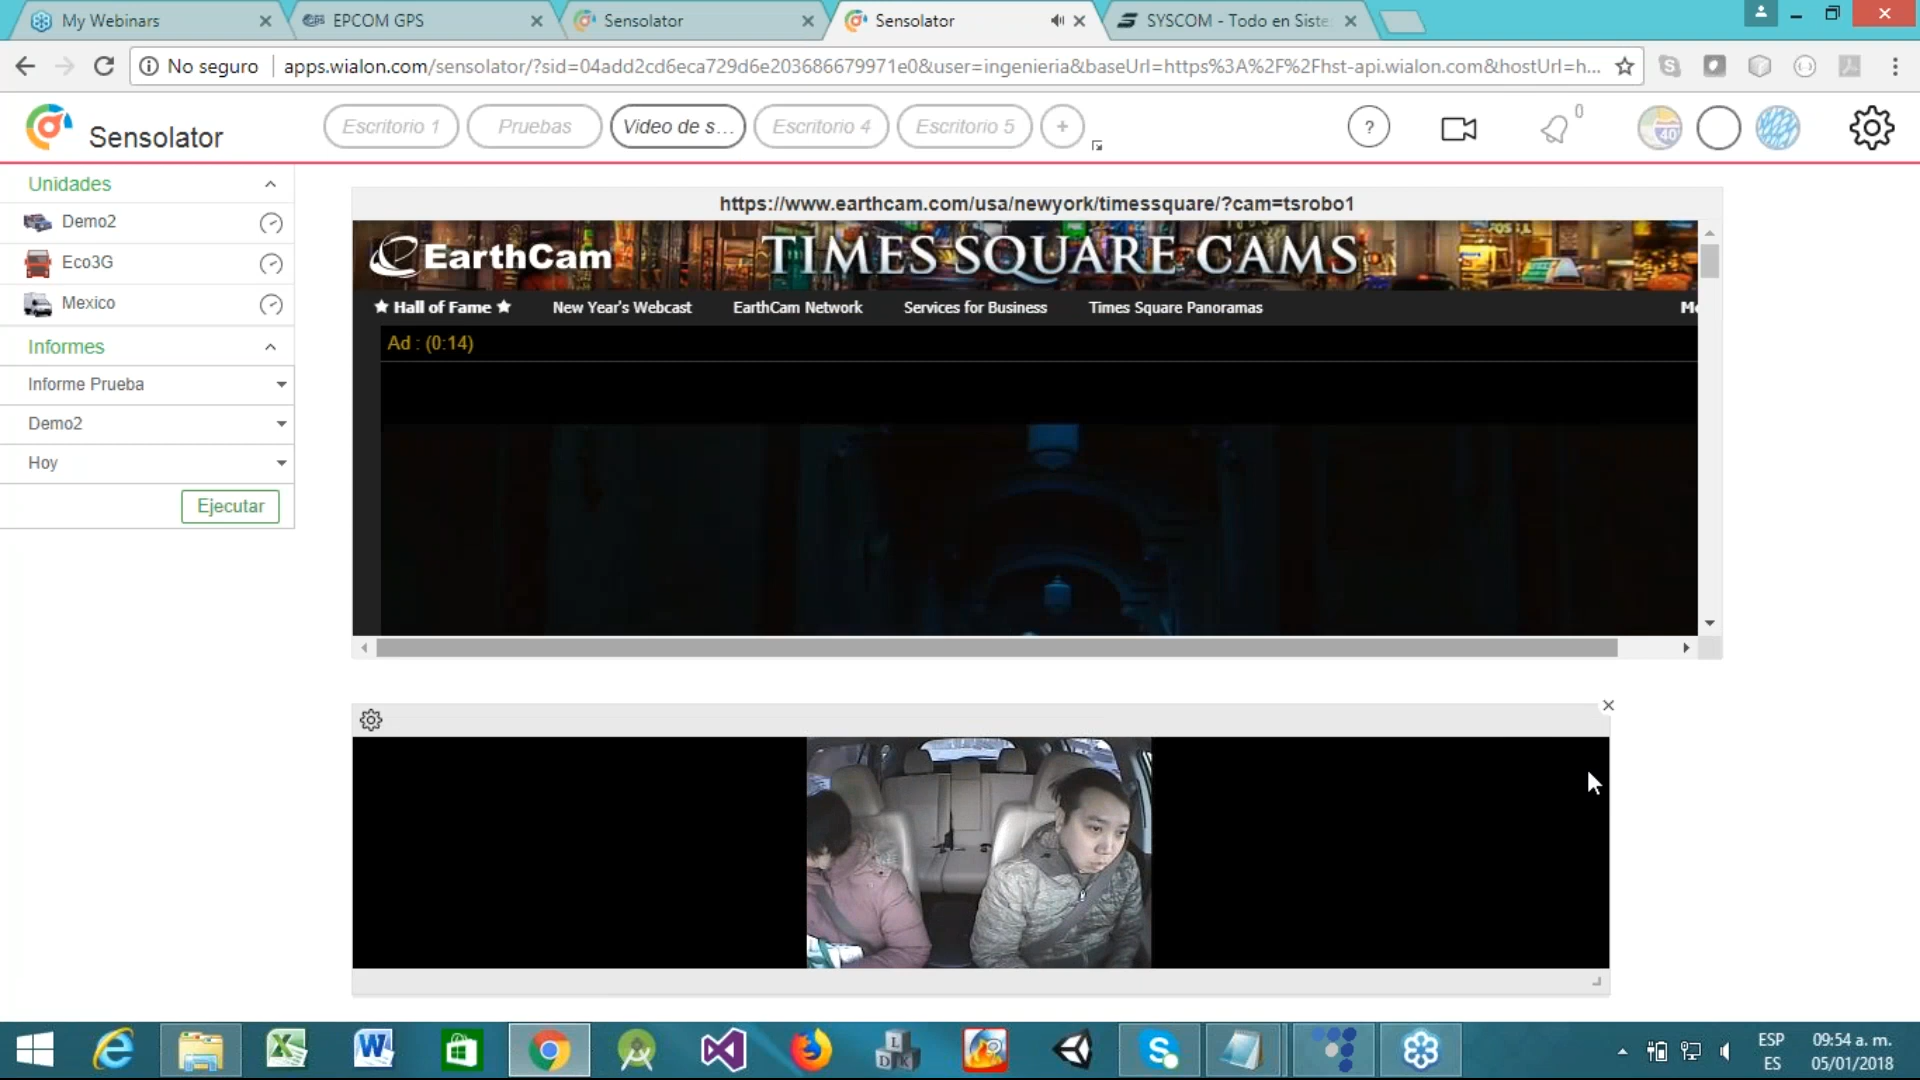 My Webinars
EPCOM GPS
Sensolator
Sensolator
SYSCOM - Todo en Siste
No seguro
apps.wialon.com/sensolator/?sid=04add2cd6eca729d6e203686679971e0&user=ingenieria&baseUrl=https%3A%2F%2Fhst-api.wialon.com&hostUrl=h...
Sensolator
Escritorio 1
Pruebas
Video de s...
Escritorio 4
Escritorio 5
+
?
0
40
Unidades
Demo2
Eco3G
Mexico
Informes
Informe Prueba
Demo2
Hoy
Ejecutar
https://www.earthcam.com/usa/newyork/timessquare/?cam=tsrobo1
EarthCam
TIMES SQUARE CAMS
★ Hall of Fame ★
New Year's Webcast
EarthCam Network
Services for Business
Times Square Panoramas
Ad : (0:14)
L
D K
ESP
ES
09:54 a. m.
05/01/2018